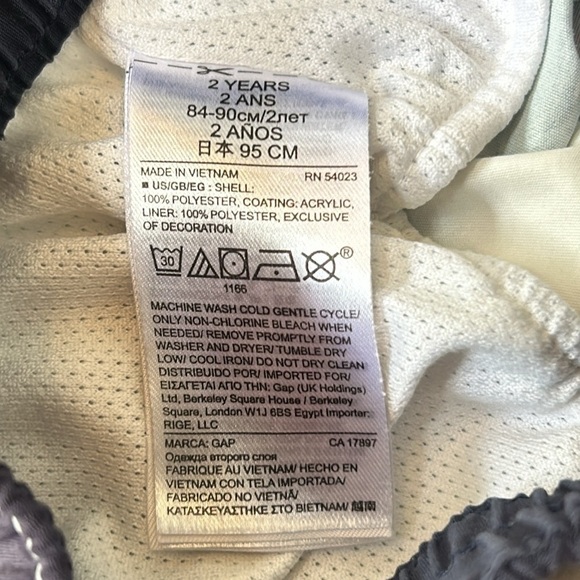 2 YEARS
2 ANS
84-90см/2лет
2 AÑOS
日本 95 CM
MADE IN VIETNAM RN 54023
US/GB/EG : SHELL:
100% POLYESTER, COATING: ACRYLIC,
LINER: 100% POLYESTER, EXCLUSIVE
OF DECORATION
30 ®
1166
MACHINE WASH COLD GENTLE CYCLE/
ONLY NON-CHLORINE BLEACH WHEN
NEEDED/ REMOVE PROMPTLY FROM
WASHER AND DRYER/ TUMBLE DRY
LOW/ COOL IRON/ DO NOT DRY CLEAN
DISTRIBUIDO POR/ IMPORTED FOR/
ΕΙΣΑΓΕΤΑΙ ΑΠΟ ΤΗΝ: Gap (UK Holdings)
Ltd, Berkeley Square House / Berkeley
Square, London W1J 6BS Egypt Importer:
RIGE, LLC
MARCA: GAP CA 17897
Одежда второго слоя
FABRIQUE AU VIETNAM/ HECHO EN
VIETNAM CON TELA IMPORTADA/
FABRICADO NO VIETNÃ/
ΚΑΤΑΣΚΕΥΑΣΤΗΚΕ ΣΤΟ ΒΙΕΤΝΑΜ/ 越南